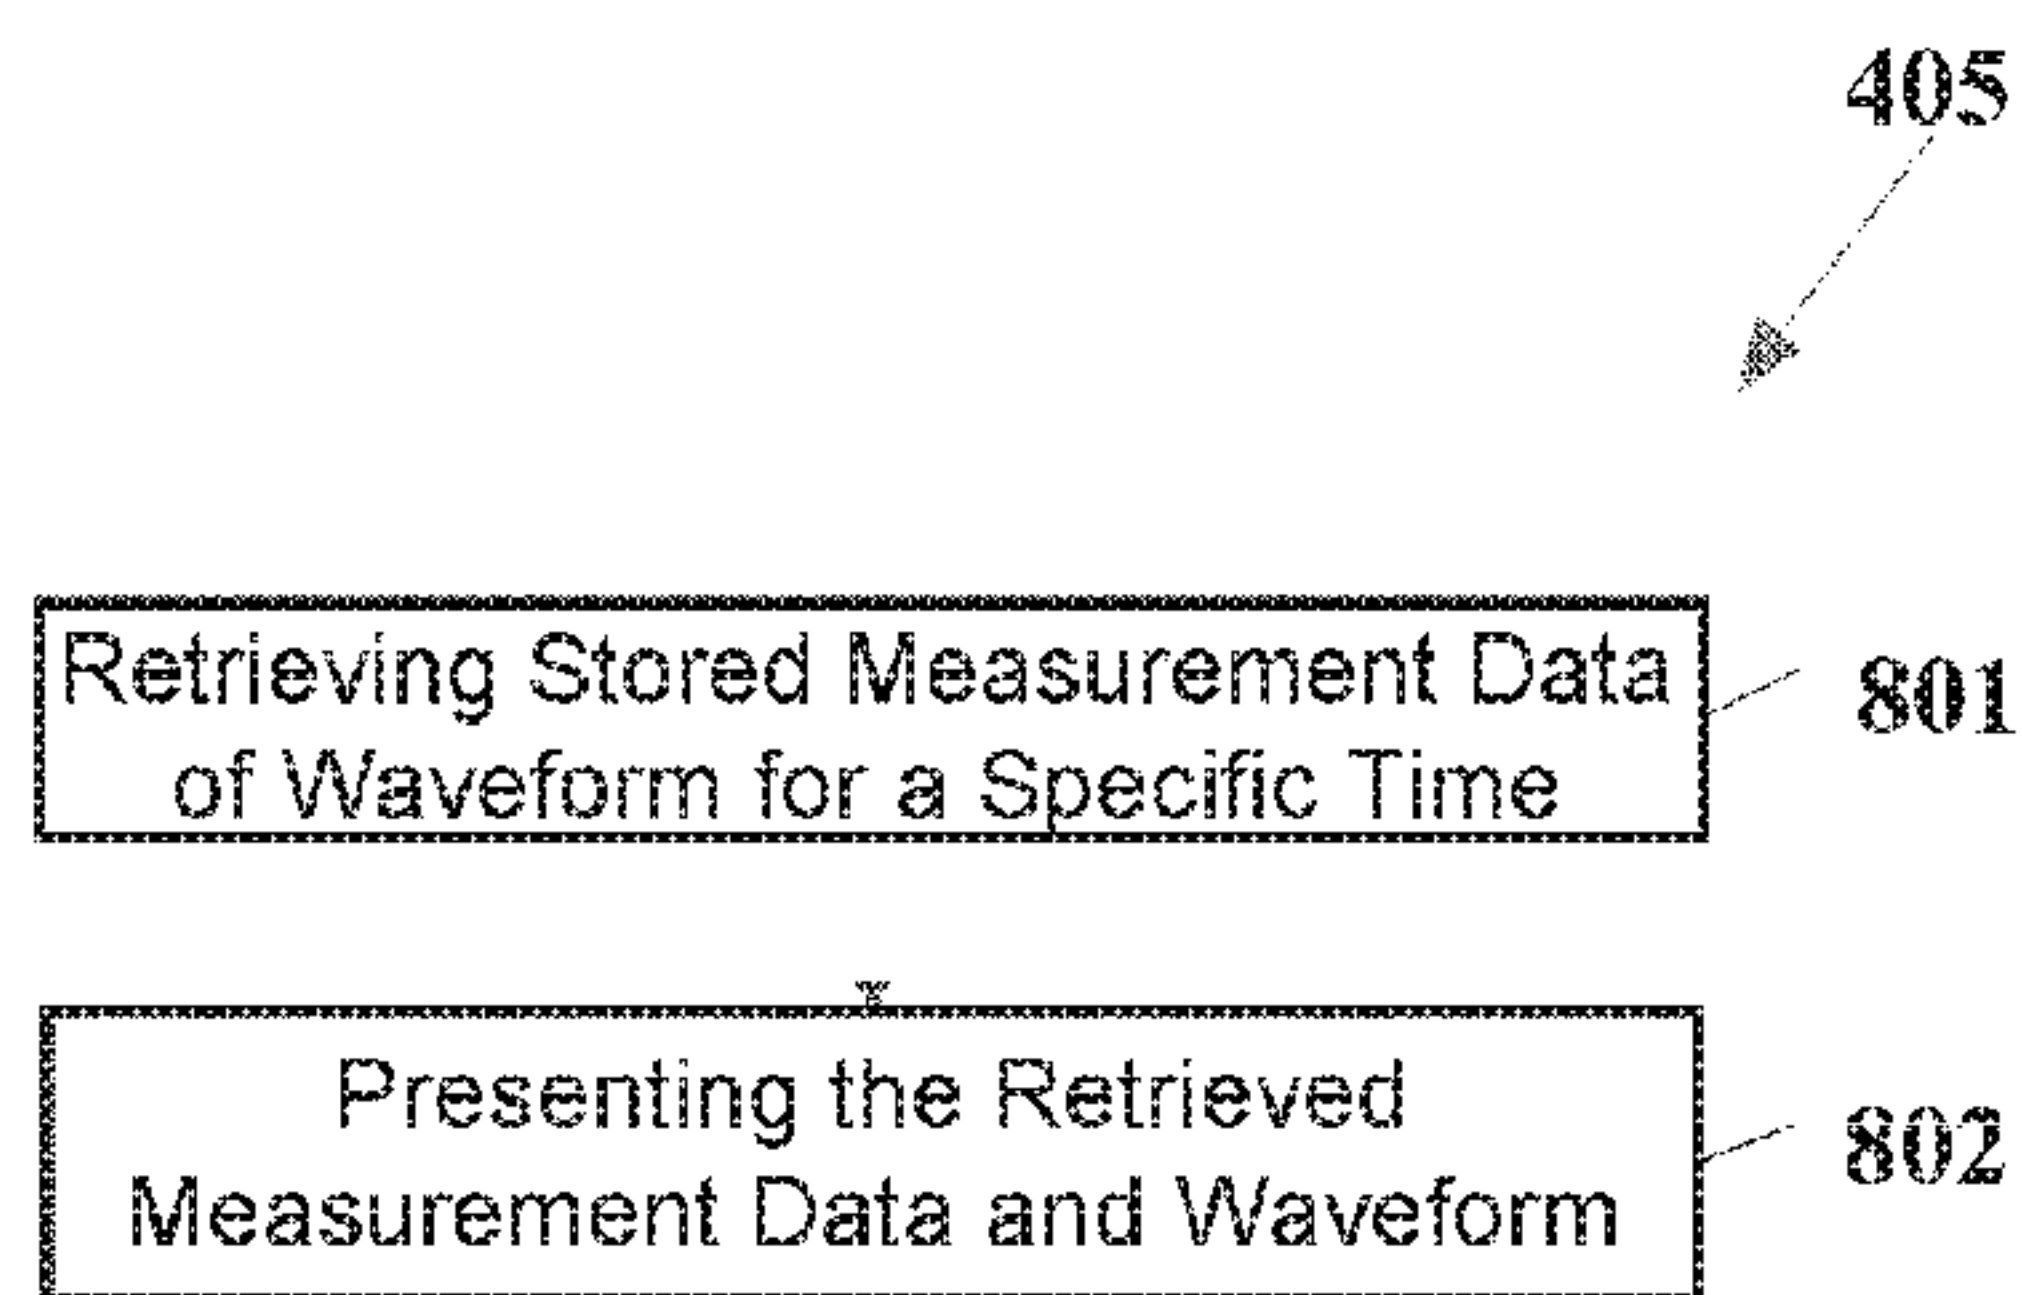 405
Retrieving Stored Measurement Data
of Waveform for a Specific Time
801
Presenting the Retrieved
Measurement Data and Waveform
802